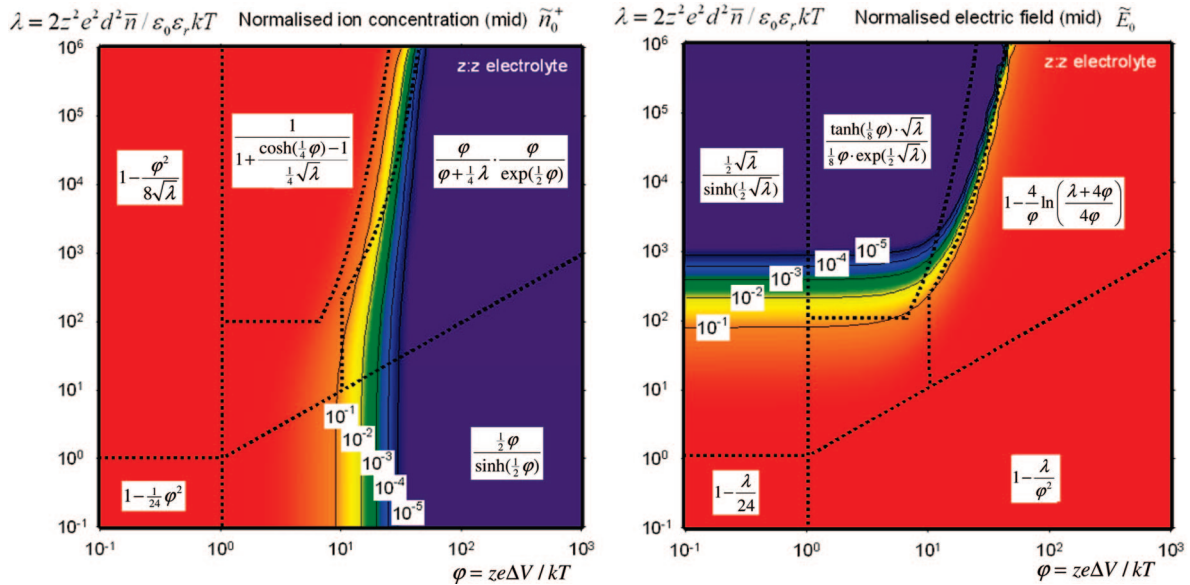 λ = 2z²e²d²n̄ / ε₀εᵣkT Normalised ion concentration (mid) ñ₀⁺
z:z electrolyte
10⁶
10⁵
10⁴
10³
10²
10¹
10⁰
10⁻¹
1 − φ² / 8√λ
1 / (1 + (cosh(¼φ) − 1) / (¼√λ))
φ / (φ + ¼λ) · φ / exp(½φ)
10⁻¹
10⁻²
10⁻³
10⁻⁴
10⁻⁵
½φ / sinh(½φ)
1 − 1/24 φ²
10⁻¹ 10⁰ 10¹ 10² 10³
φ = zeΔV / kT
λ = 2z²e²d²n̄ / ε₀εᵣkT Normalised electric field (mid) Ẽ₀
z:z electrolyte
10⁶
10⁵
10⁴
10³
10²
10¹
10⁰
10⁻¹
½√λ / sinh(½√λ)
tanh(⅛φ)·√λ / ⅛φ·exp(½√λ)
1 − 4/φ ln((λ + 4φ) / 4φ)
10⁻⁵
10⁻⁴
10⁻³
10⁻²
10⁻¹
1 − λ/24
1 − λ/φ²
10⁻¹ 10⁰ 10¹ 10² 10³
φ = zeΔV / kT